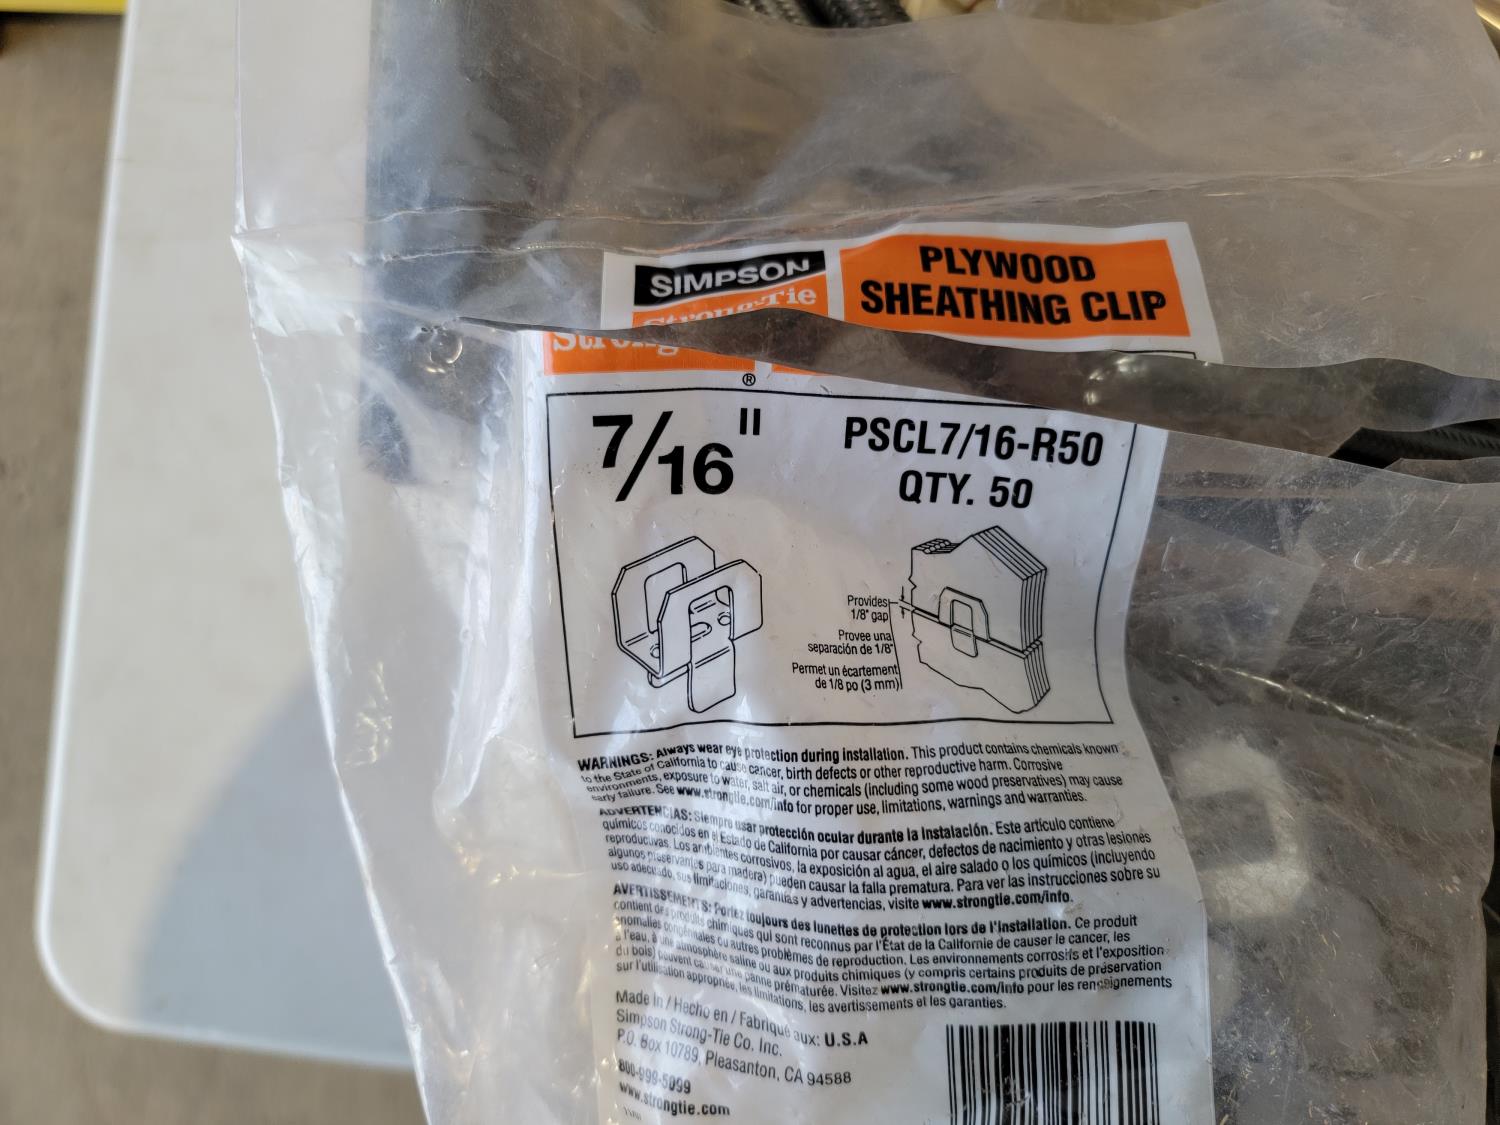 SIMPSON
Strong-Tie
®
PLYWOOD
SHEATHING CLIP
7/16"
PSCL7/16-R50
QTY. 50
Provides
1/8" gap
Provee una
separación de 1/8"
Permet un écartement
de 1/8 po (3 mm)
WARNINGS: Always wear eye protection during installation. This product contains chemicals known
to the State of California to cause cancer, birth defects or other reproductive harm. Corrosive
environments, exposure to water, salt air, or chemicals (including some wood preservatives) may cause
early failure. See www.strongtie.com/info for proper use, limitations, warnings and warranties.
ADVERTENCIAS: Siempre usar protección ocular durante la instalación. Este artículo contiene
químicos conocidos en el Estado de California por causar cáncer, defectos de nacimiento y otras lesiones
reproductivas. Los ambientes corrosivos, la exposición al agua, el aire salado o los químicos (incluyendo
algunos preservantes para madera) pueden causar la falla prematura. Para ver las instrucciones sobre su
uso adecuado, sus limitaciones, garantías y advertencias, visite www.strongtie.com/info.
AVERTISSEMENTS: Portez toujours des lunettes de protection lors de l'installation. Ce produit
contient des produits chimiques qui sont reconnus par l'État de la Californie de causer le cancer, les
anomalies congénitales ou autres problèmes de reproduction. Les environnements corrosifs et l'exposition
à l'eau, à une atmosphère saline ou aux produits chimiques (y compris certains produits de préservation
du bois) peuvent causer une panne prématurée. Visitez www.strongtie.com/info pour les renseignements
sur l'utilisation appropriée, les limitations, les avertissements et les garanties.
Made in / Hecho en / Fabriqué aux: U.S.A
Simpson Strong-Tie Co. Inc.
P.O. Box 10789, Pleasanton, CA 94588
800-999-5099
www.strongtie.com